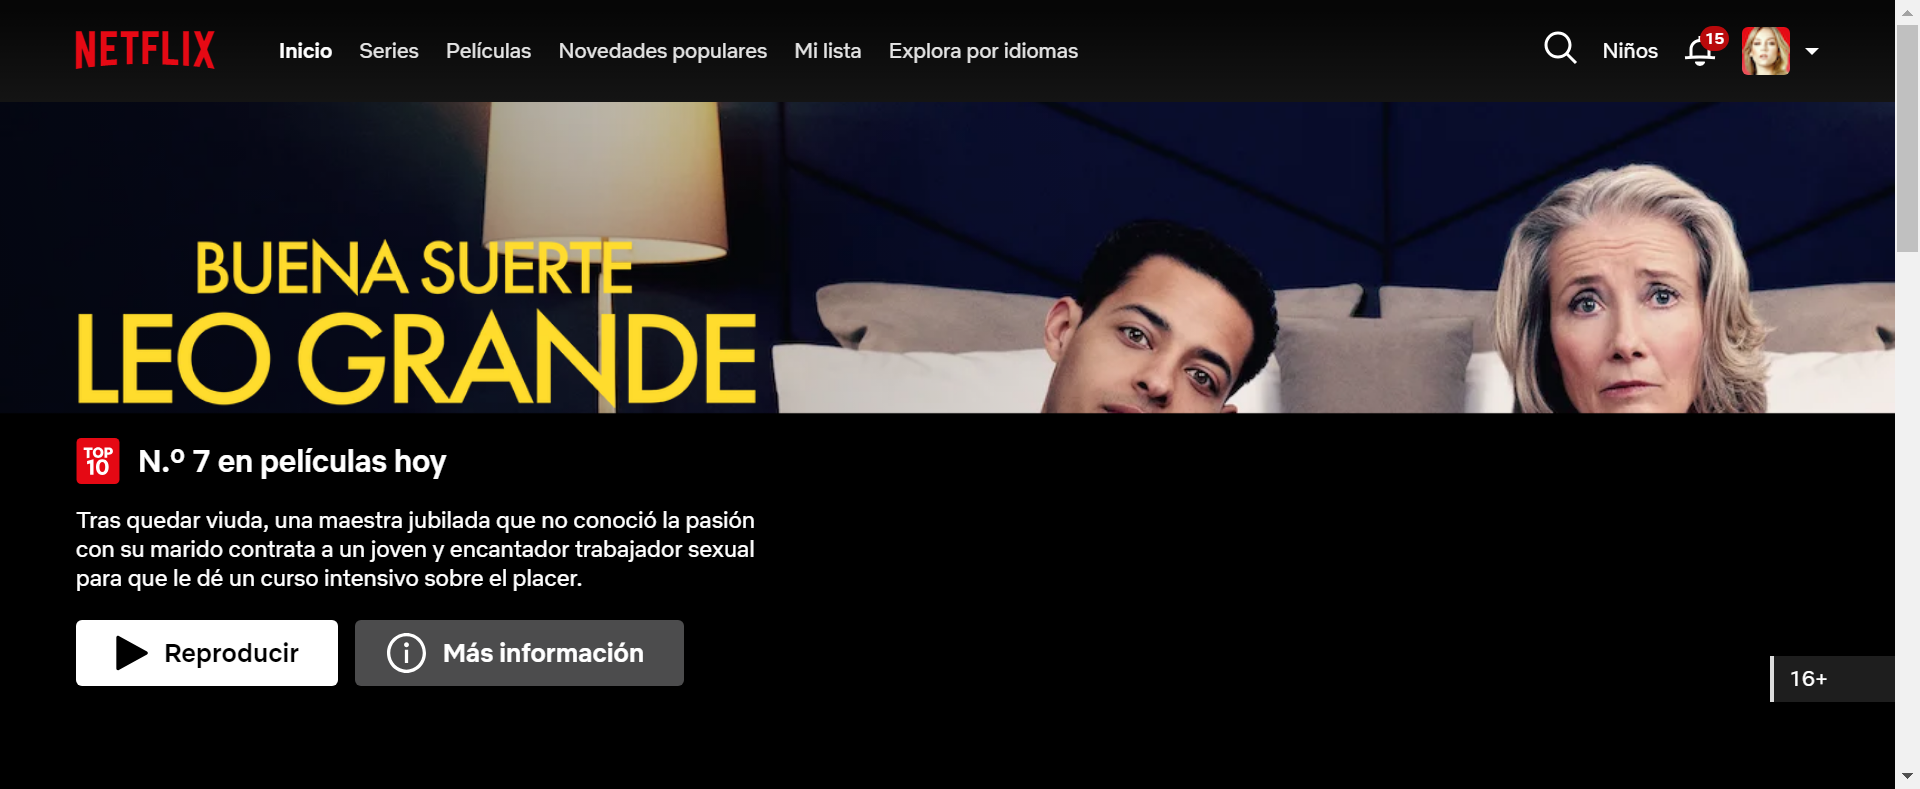 NETFLIX
Inicio Series Películas Novedades populares Mi lista Explora por idiomas Niños 15
BUENA SUERTE
LEO GRANDE
TOP
10
N.º 7 en películas hoy
Tras quedar viuda, una maestra jubilada que no conoció la pasión
con su marido contrata a un joven y encantador trabajador sexual
para que le dé un curso intensivo sobre el placer.
Reproducir Más información
16+